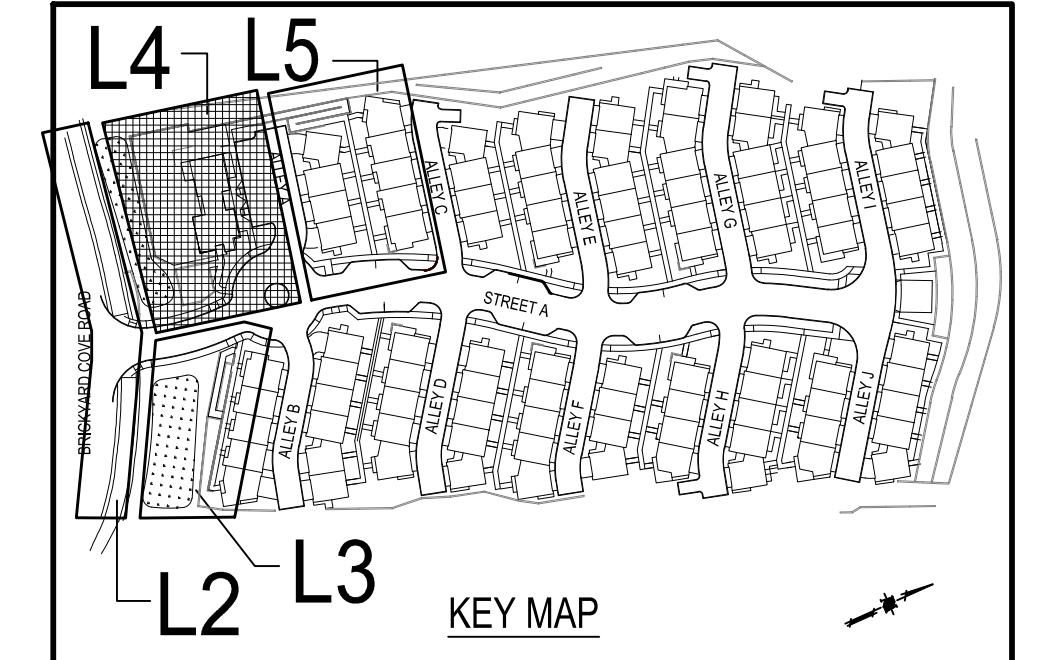 L4
L5
ALLEY A
ALLEY C
ALLEY E
ALLEY G
ALLEY I
STREET A
BRICKYARD COVE ROAD
ALLEY B
ALLEY D
ALLEY F
ALLEY H
ALLEY J
L3
L2
KEY MAP